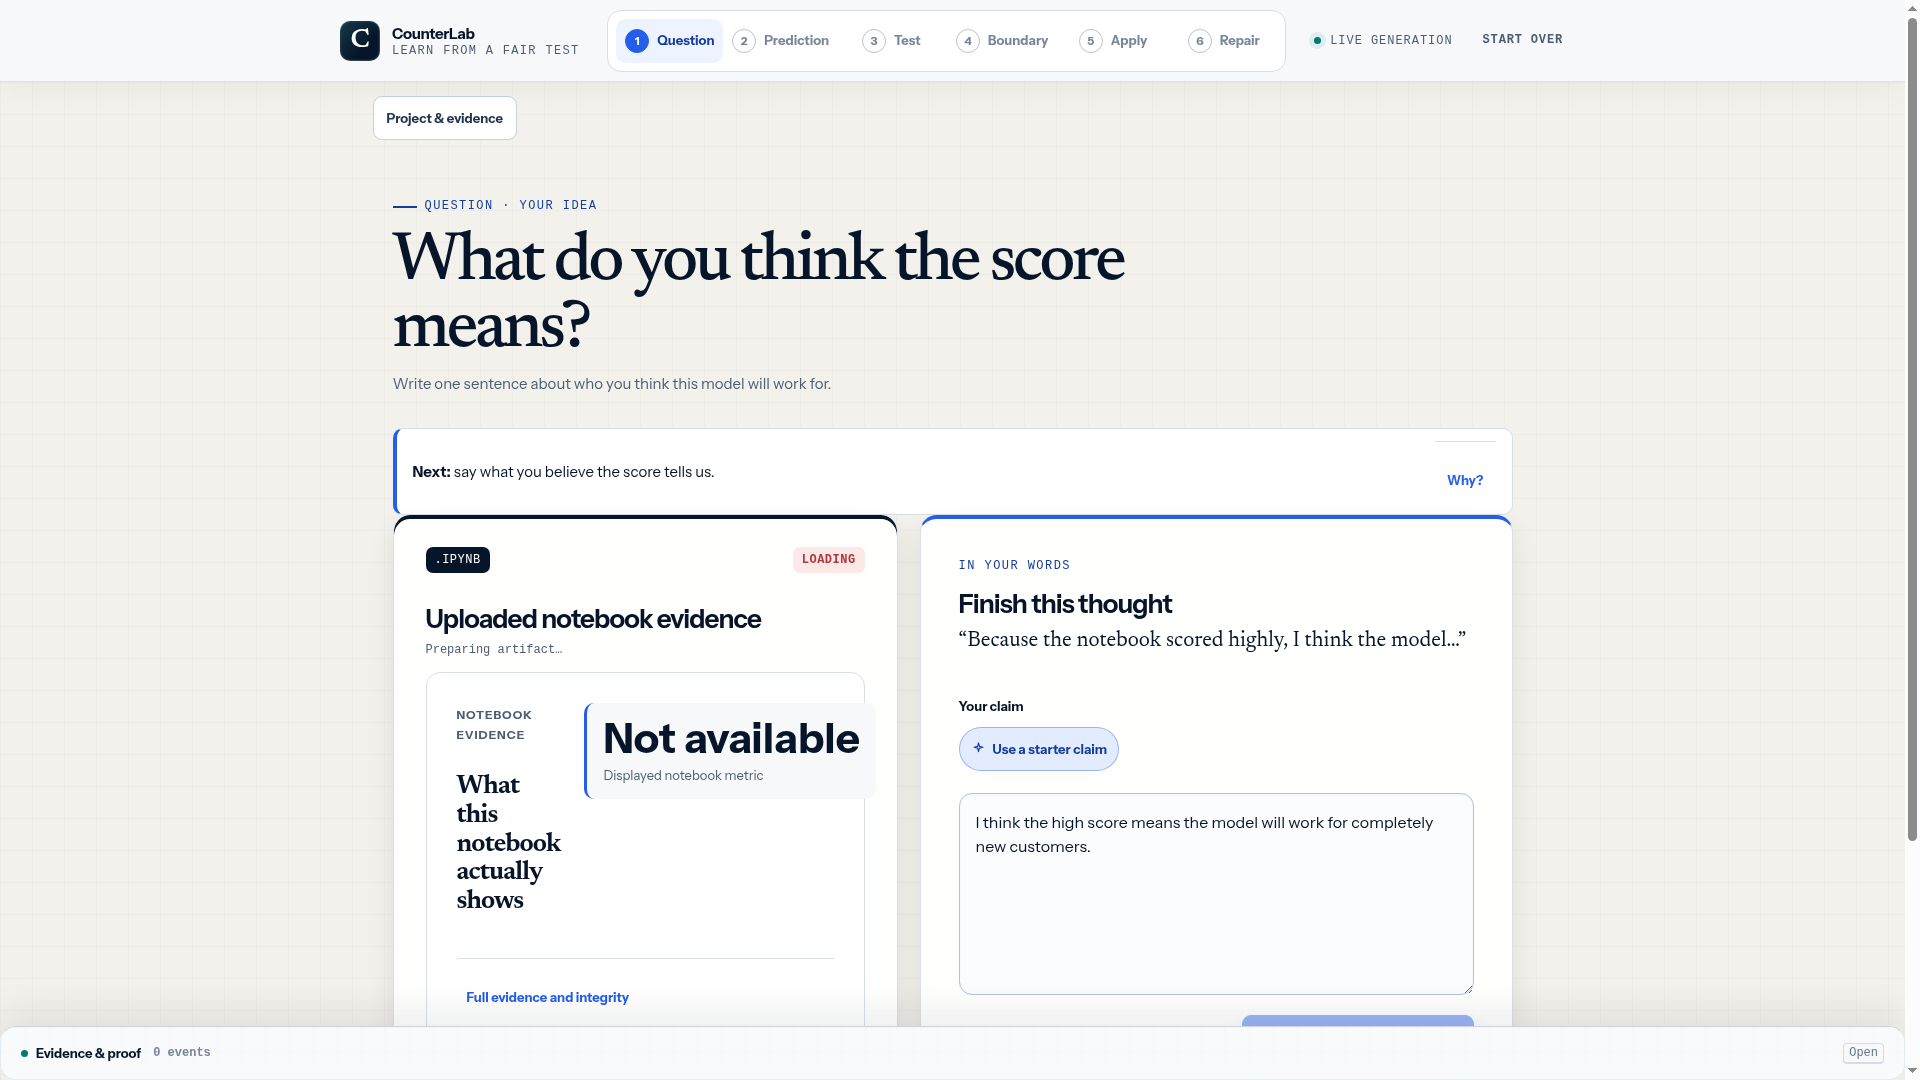 C
CounterLab
LEARN FROM A FAIR TEST
1 Question
2 Prediction
3 Test
4 Boundary
5 Apply
6 Repair
LIVE GENERATION
START OVER
Project & evidence
QUESTION · YOUR IDEA
What do you think the score
means?
Write one sentence about who you think this model will work for.
Next: say what you believe the score tells us.
Why?
.IPYNB
LOADING
Uploaded notebook evidence
Preparing artifact…
NOTEBOOK
EVIDENCE
What
this
notebook
actually
shows
Not available
Displayed notebook metric
Full evidence and integrity
IN YOUR WORDS
Finish this thought
“Because the notebook scored highly, I think the model…”
Your claim
Use a starter claim
I think the high score means the model will work for completely
new customers.
Evidence & proof
0 events
Open